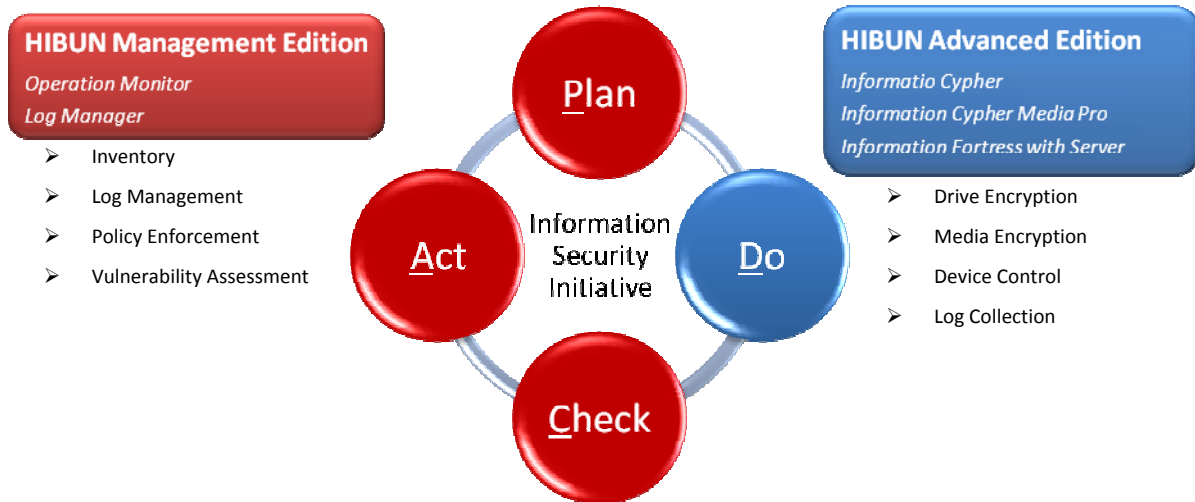 HIBUN Management Edition
Operation Monitor
Log Manager
Inventory
Log Management
Policy Enforcement
Vulnerability Assessment
Plan
Act
Information
Security
Initiative
Do
Check
HIBUN Advanced Edition
Informatio Cypher
Information Cypher Media Pro
Information Fortress with Server
Drive Encryption
Media Encryption
Device Control
Log Collection